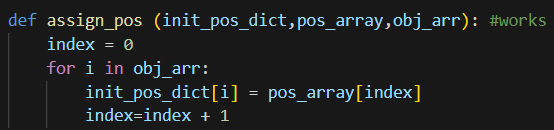 def assign_pos (init_pos_dict,pos_array,obj_arr): #works
    index = 0
    for i in obj_arr:
        init_pos_dict[i] = pos_array[index]
        index=index + 1